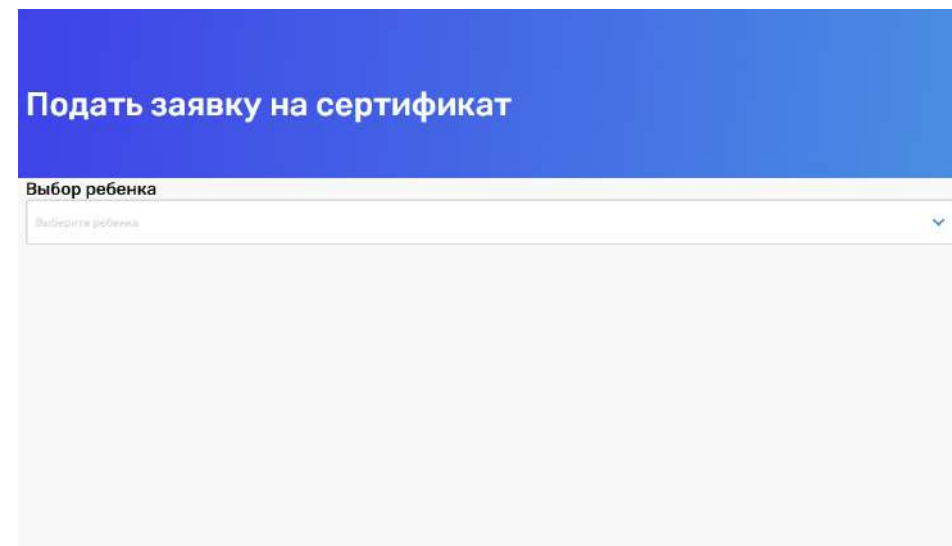 Подать заявку на сертификат
Выбор ребенка
Выберите ребенка